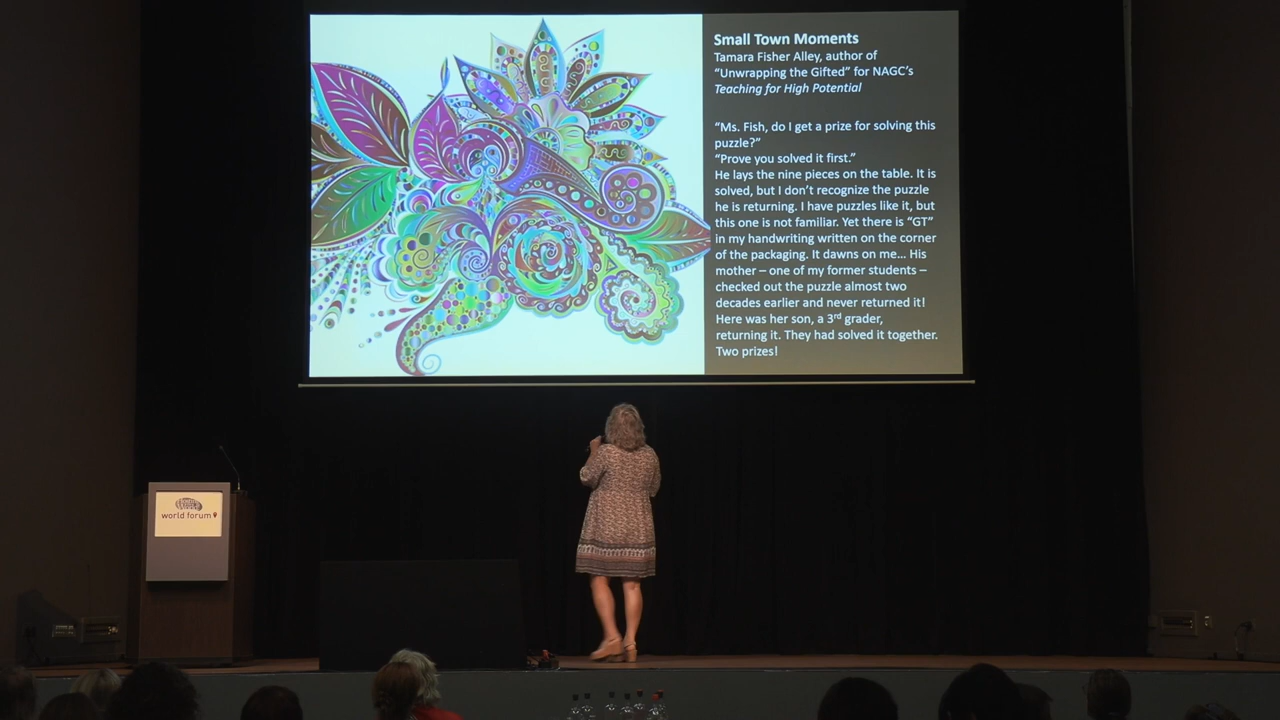 Small Town Moments
Tamara Fisher Alley, author of
“Unwrapping the Gifted” for NAGC’s
Teaching for High Potential
“Ms. Fish, do I get a prize for solving this
puzzle?”
“Prove you solved it first.”
He lays the nine pieces on the table. It is
solved, but I don’t recognize the puzzle
he is returning. I have puzzles like it, but
this one is not familiar. Yet there is “GT”
in my handwriting written on the corner
of the packaging. It dawns on me... His
mother – one of my former students –
checked out the puzzle almost two
decades earlier and never returned it!
Here was her son, a 3rd grader,
returning it. They had solved it together.
Two prizes!
world forum